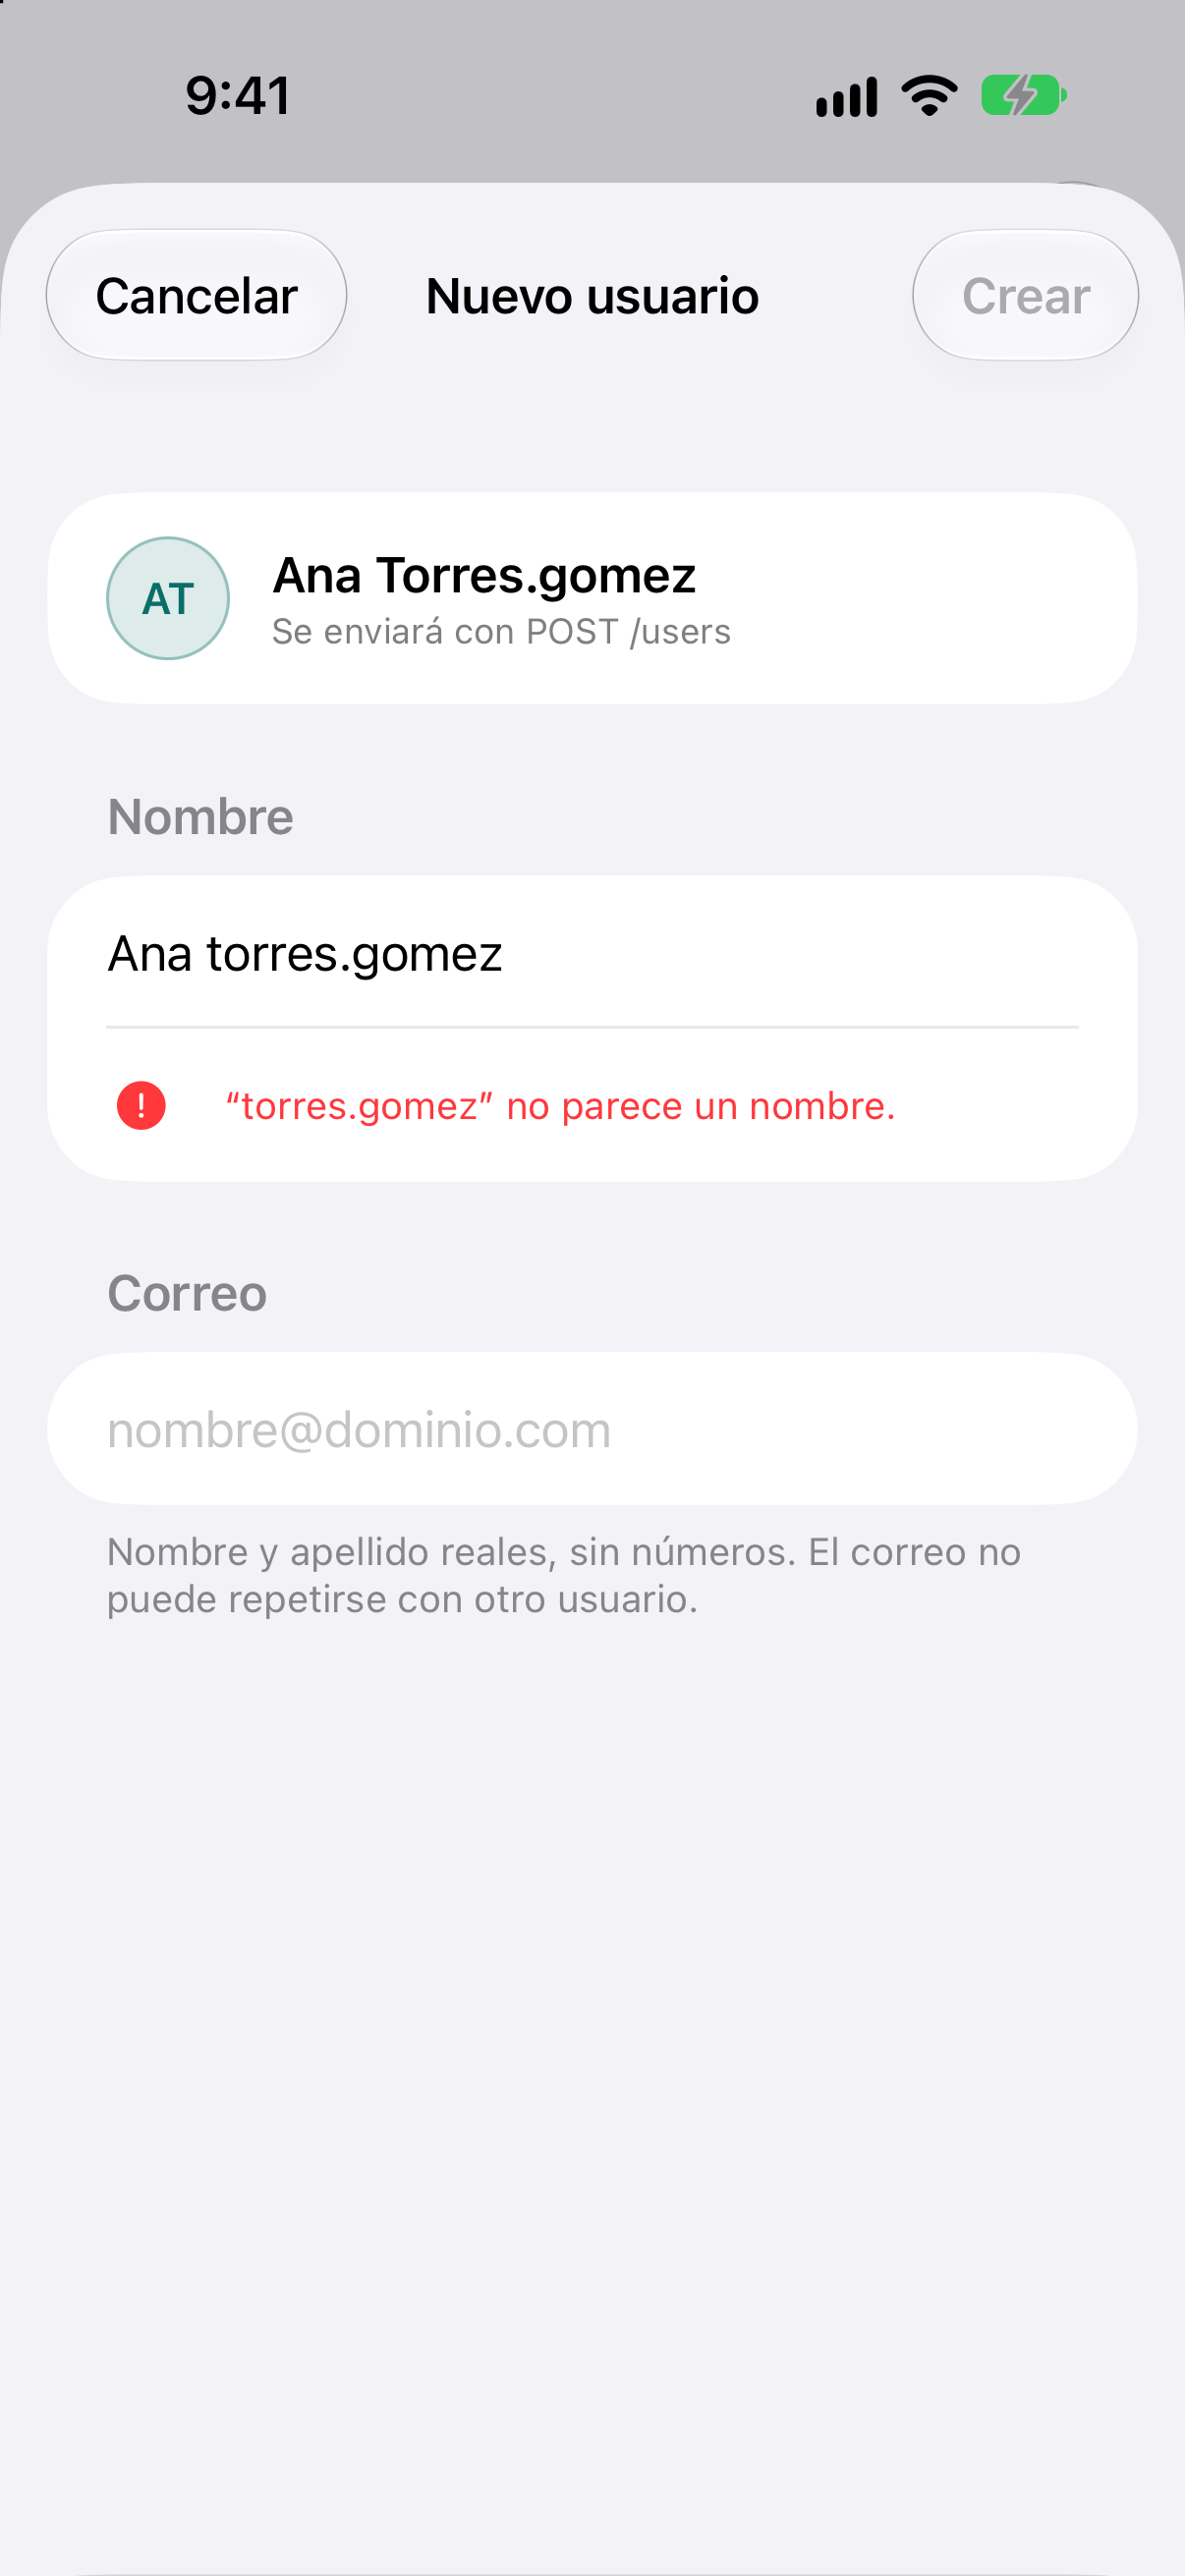 9:41
Cancelar
Nuevo usuario
Crear
AT
Ana Torres.gomez
Se enviará con POST /users
Nombre
Ana torres.gomez
“torres.gomez” no parece un nombre.
Correo
nombre@dominio.com
Nombre y apellido reales, sin números. El correo no
puede repetirse con otro usuario.